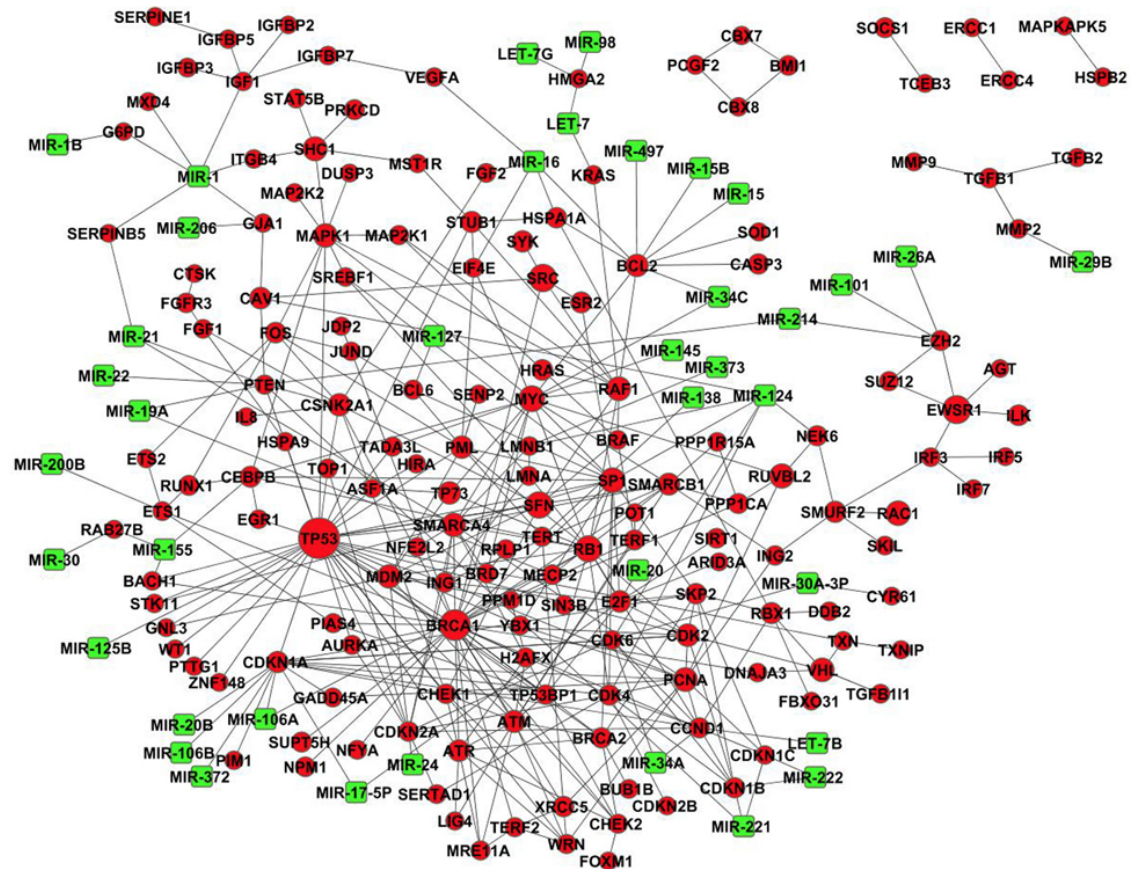 SERPINE1
IGFBP2
IGFBP5
IGFBP3
IGF1
IGFBP7
VEGFA
LET-7G
MIR-98
HMGA2
LET-7
CBX7
PCGF2
BMI1
CBX8
SOCS1
TCEB3
ERCC1
ERCC4
MAPKAPK5
HSPB2
MXD4
STAT5B
PRKCD
MIR-1B
G6PD
ITGB4
SHC1
MIR-1
DUSP3
MST1R
FGF2
MIR-16
KRAS
MIR-497
MIR-15B
MIR-15
MMP9
TGFB1
TGFB2
MAP2K2
SERPINB5
MIR-206
GJA1
MAPK1
MAP2K1
STUB1
HSPA1A
SYK
SOD1
MMP2
MIR-29B
CTSK
SREBF1
EIF4E
SRC
BCL2
CASP3
MIR-26A
MIR-101
FGFR3
CAV1
ESR2
MIR-34C
MIR-214
FGF1
FOS
JDP2
MIR-127
MIR-21
JUND
MIR-145
EZH2
MIR-22
PTEN
BCL6
SENP2
HRAS
MIR-373
RAF1
SUZ12
AGT
MIR-19A
IL8
CSNK2A1
MYC
MIR-138
MIR-124
EWSR1
ILK
HSPA9
TADA3L
PML
LMNB1
BRAF
PPP1R15A
NEK6
MIR-200B
ETS2
HIRA
IRF3
IRF5
RUNX1
CEBPB
TOP1
ASF1A
LMNA
SP1
SMARCB1
RUVBL2
IRF7
ETS1
TP73
SFN
PPP1CA
SMURF2
RAC1
RAB27B
EGR1
TP53
SMARCA4
POT1
SKIL
MIR-30
MIR-155
NFE2L2
RPLP1
TERT
RB1
TERF1
SIRT1
ING2
BACH1
MDM2
ING1
BRD7
MECP2
MIR-20
ARID3A
MIR-30A-3P
CYR61
STK11
PPM1D
SIN3B
E2F1
SKP2
RBX1
DDB2
GNL3
PIAS4
BRCA1
YBX1
MIR-125B
WT1
AURKA
CDK6
CDK2
TXN
TXNIP
PTTG1
CDKN1A
H2AFX
ZNF148
DNAJA3
VHL
GADD45A
CHEK1
TP53BP1
CDK4
PCNA
TGFB1I1
FBXO31
MIR-20B
MIR-106A
CDKN2A
ATM
CCND1
MIR-106B
SUPT5H
NFYA
ATR
BRCA2
LET-7B
PIM1
NPM1
MIR-24
MIR-34A
CDKN1C
MIR-372
MIR-222
MIR-17-5P
SERTAD1
BUB1B
CDKN1B
XRCC5
CDKN2B
LIG4
TERF2
CHEK2
MIR-221
MRE11A
WRN
FOXM1